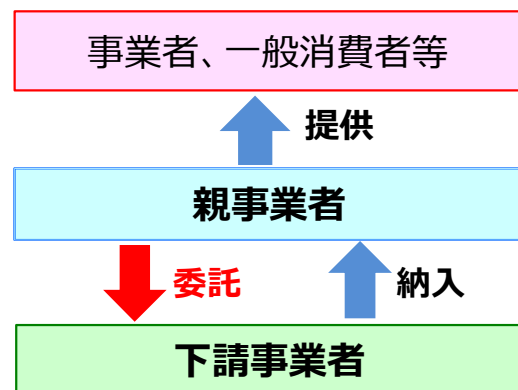 事業者、一般消費者等
提供
親事業者
委託
納入
下請事業者